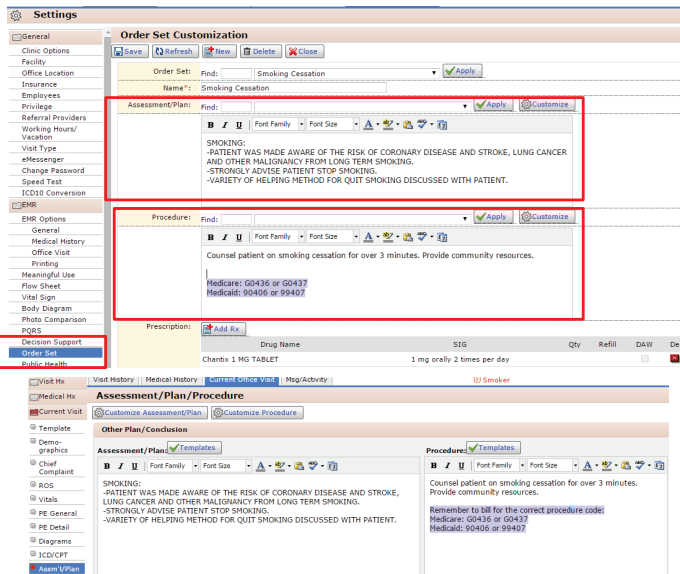 Settings
General
Clinic Options
Facility
Office Location
Insurance
Employees
Privilege
Referral Providers
Working Hours/
Vacation
Visit Type
eMessenger
Change Password
Speed Test
ICD10 Conversion
EMR
EMR Options
General
Medical History
Office Visit
Printing
Meaningful Use
Flow Sheet
Vital Sign
Body Diagram
Photo Comparison
PQRS
Decision Support
Order Set
Public Health
Order Set Customization
Save Refresh New Delete Close
Order Set: Find: Smoking Cessation Apply
Name*: Smoking Cessation
Assessment/Plan: Find: Apply Customize
B I U Font Family Font Size
SMOKING:
-PATIENT WAS MADE AWARE OF THE RISK OF CORONARY DISEASE AND STROKE, LUNG CANCER
AND OTHER MALIGNANCY FROM LONG TERM SMOKING.
-STRONGLY ADVISE PATIENT STOP SMOKING.
-VARIETY OF HELPING METHOD FOR QUIT SMOKING DISCUSSED WITH PATIENT.
Procedure: Find: Apply Customize
B I U Font Family Font Size
Counsel patient on smoking cessation for over 3 minutes. Provide community resources.
Medicare: G0436 or G0437
Medicaid: 90406 or 99407
Prescription: Add Rx
Drug Name SIG Qty Refill DAW De
Chantix 1 MG TABLET 1 mg orally 2 times per day
Visit Hx
Medical Hx
Current Visit
Template
Demo-
graphics
Chief
Complaint
ROS
Vitals
PE General
PE Detail
Diagrams
ICD/CPT
Assm't/Plan
Visit History Medical History Current Office Visit Msg/Activity Smoker
Assessment/Plan/Procedure
Customize Assessment/Plan Customize Procedure
Other Plan/Conclusion
Assessment/Plan: Templates
B I U Font Family Font Size
SMOKING:
-PATIENT WAS MADE AWARE OF THE RISK OF CORONARY DISEASE AND STROKE,
LUNG CANCER AND OTHER MALIGNANCY FROM LONG TERM SMOKING.
-STRONGLY ADVISE PATIENT STOP SMOKING.
-VARIETY OF HELPING METHOD FOR QUIT SMOKING DISCUSSED WITH PATIENT.
Procedure: Templates
B I U Font Family Font Size
Counsel patient on smoking cessation for over 3 minutes.
Provide community resources.
Remember to bill for the correct procedure code:
Medicare: G0436 or G0437
Medicaid: 90406 or 99407